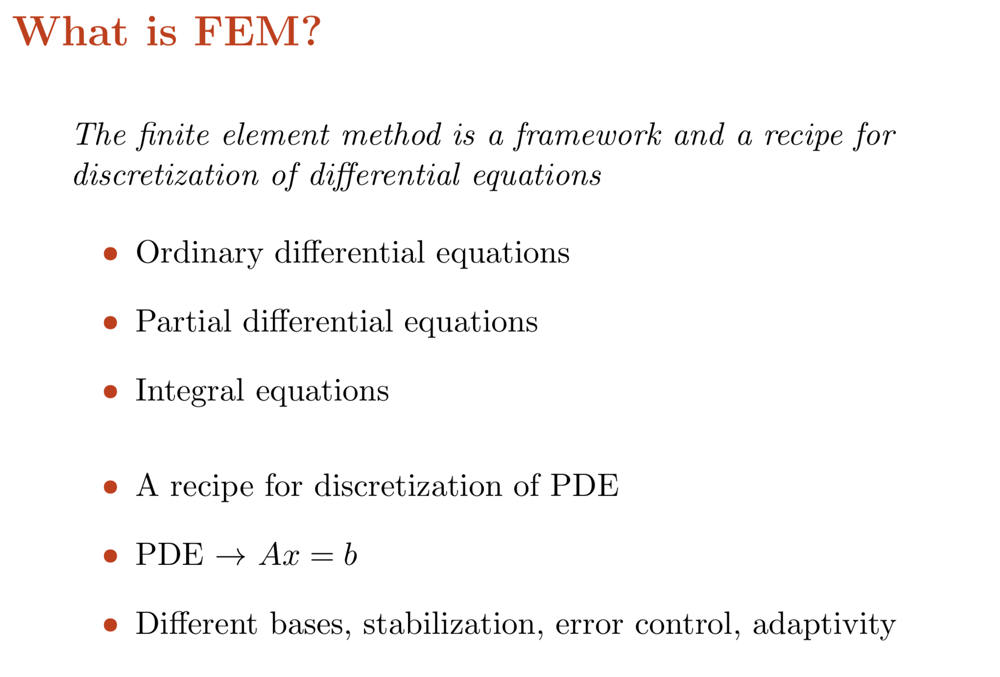 What is FEM?
The finite element method is a framework and a recipe for
discretization of differential equations
• Ordinary differential equations
• Partial differential equations
• Integral equations
• A recipe for discretization of PDE
• PDE → Ax = b
• Different bases, stabilization, error control, adaptivity